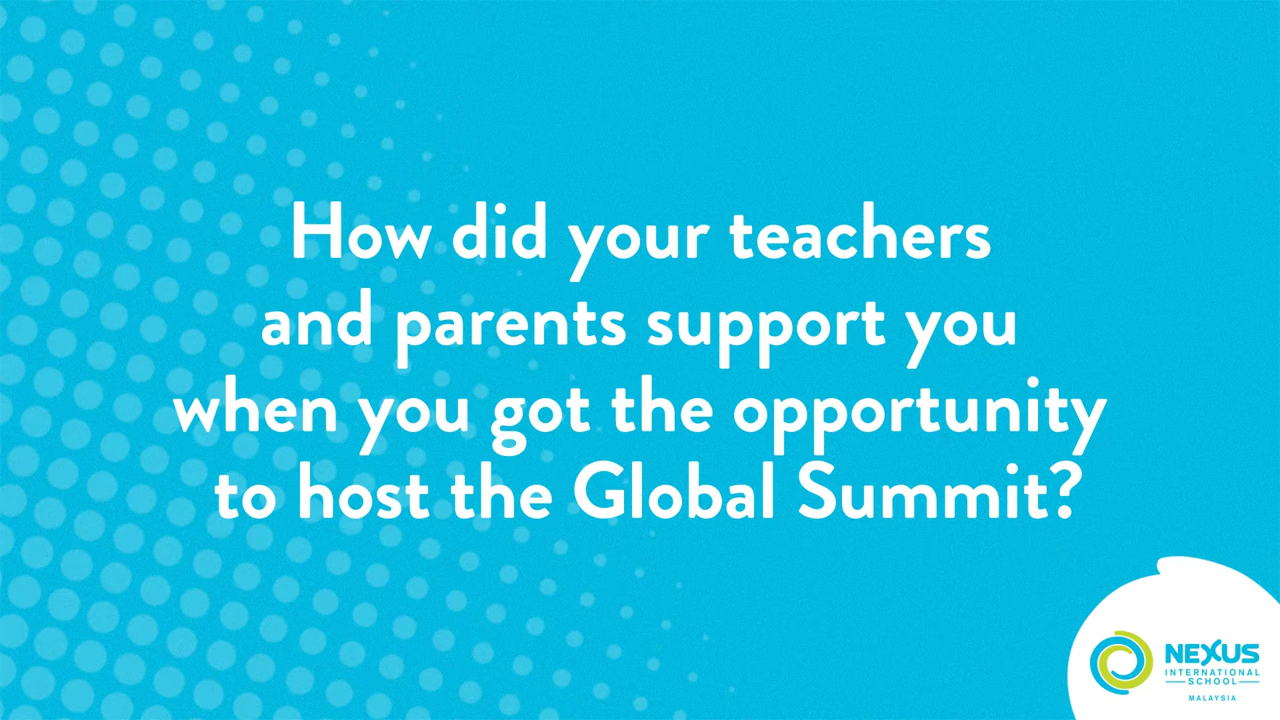 How did your teachers
and parents support you
when you got the opportunity
to host the Global Summit?
NEXUS
INTERNATIONAL
SCHOOL
MALAYSIA